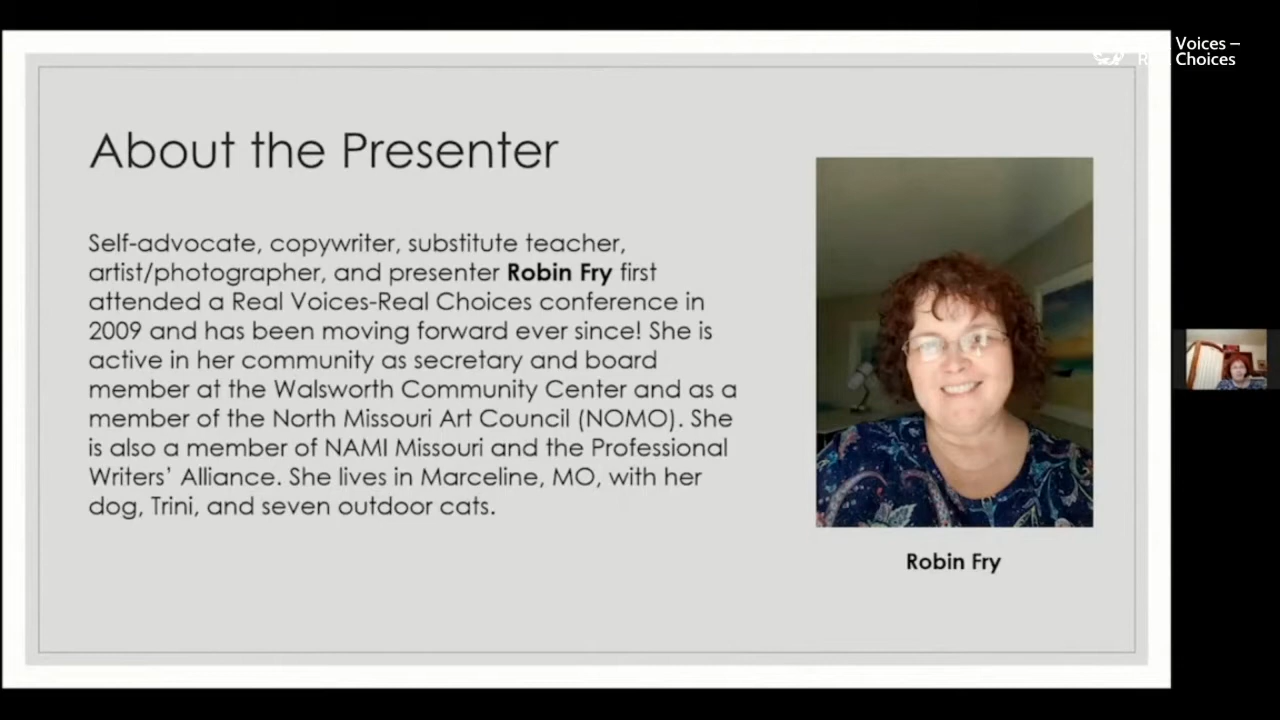 Voices –
Choices
About the Presenter
Self-advocate, copywriter, substitute teacher,
artist/photographer, and presenter Robin Fry first
attended a Real Voices-Real Choices conference in
2009 and has been moving forward ever since! She is
active in her community as secretary and board
member at the Walsworth Community Center and as a
member of the North Missouri Art Council (NOMO). She
is also a member of NAMI Missouri and the Professional
Writers’ Alliance. She lives in Marceline, MO, with her
dog, Trini, and seven outdoor cats.
Robin Fry